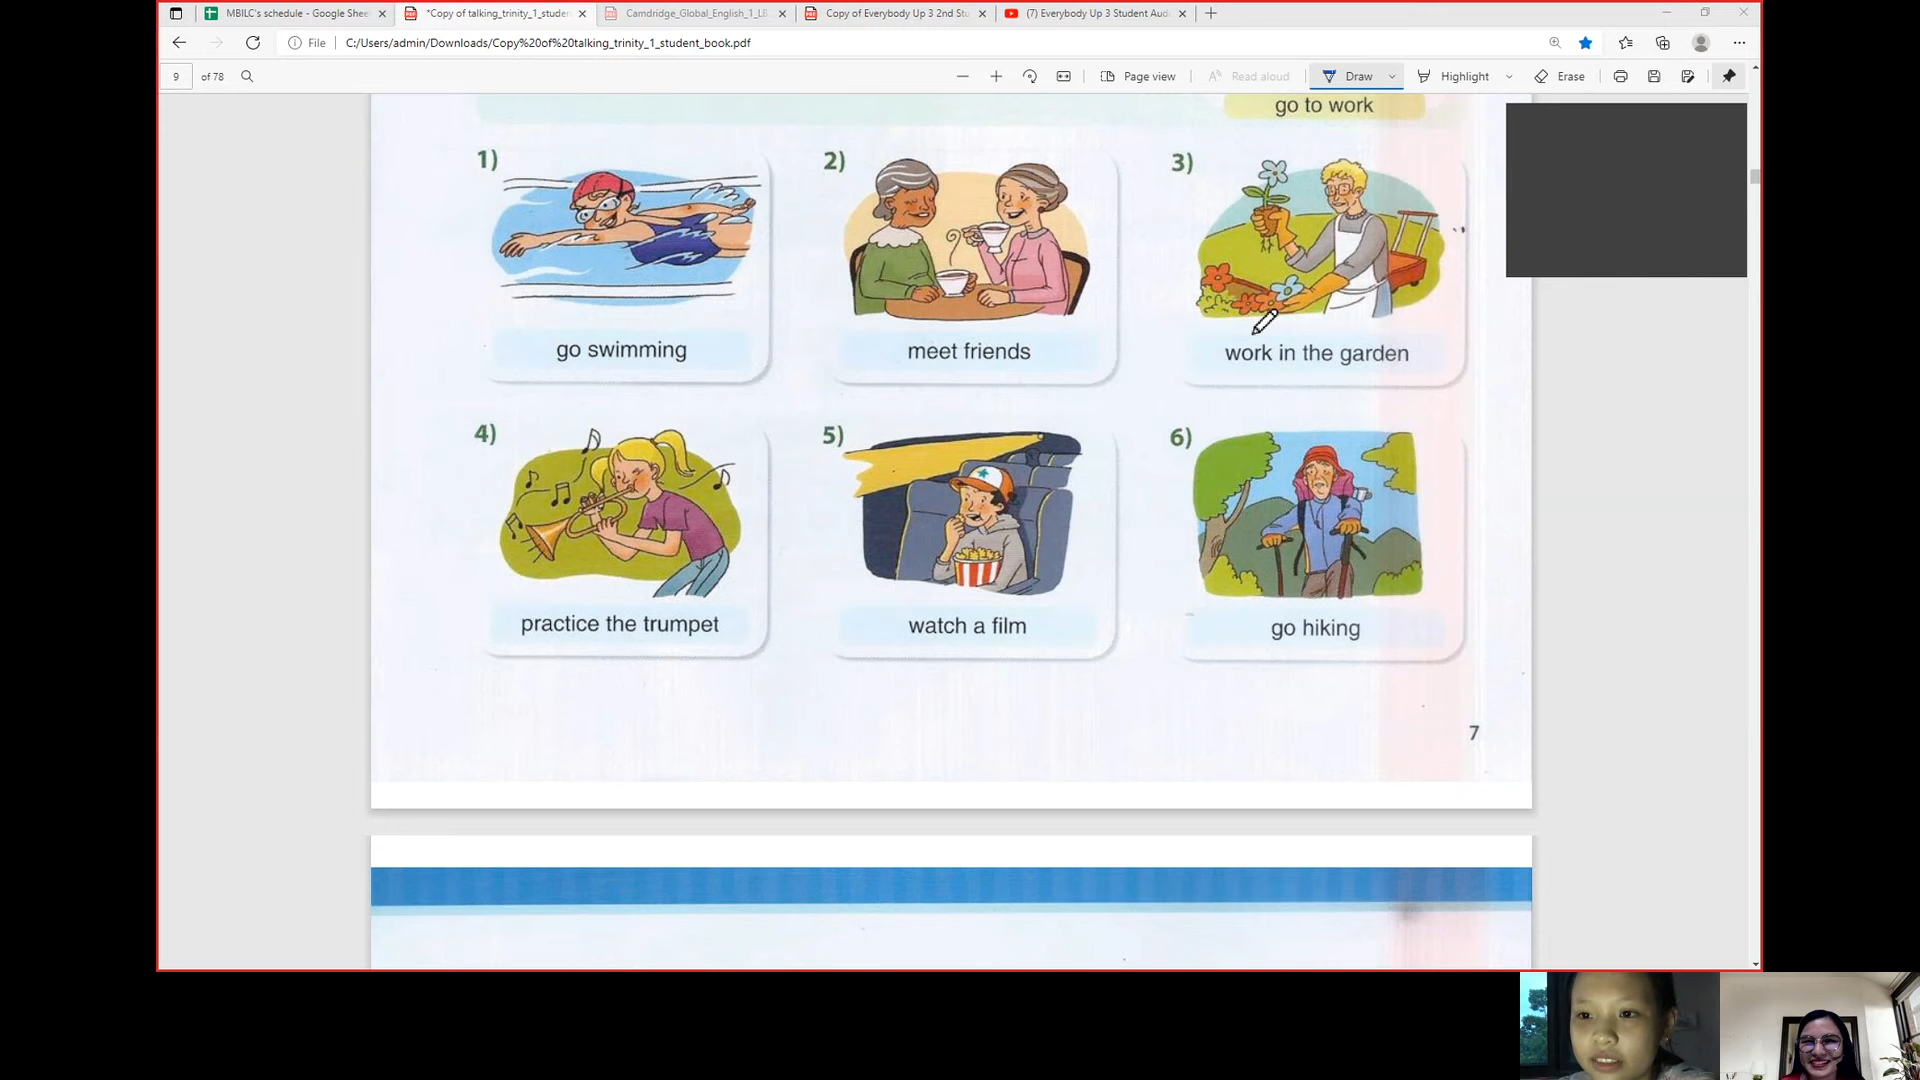 MBILC's schedule - Google Shee
*Copy of talking_trinity_1_studen
Camdridge_Global_English_1_LB
Copy of Everybody Up 3 2nd Stu
(7) Everybody Up 3 Student Aud
File
C:/Users/admin/Downloads/Copy%20of%20talking_trinity_1_student_book.pdf
9 of 78
Page view
Read aloud
Draw
Highlight
Erase
go to work
1) 2) 3)
go swimming
meet friends
work in the garden
4) 5) 6)
practice the trumpet
watch a film
go hiking
7